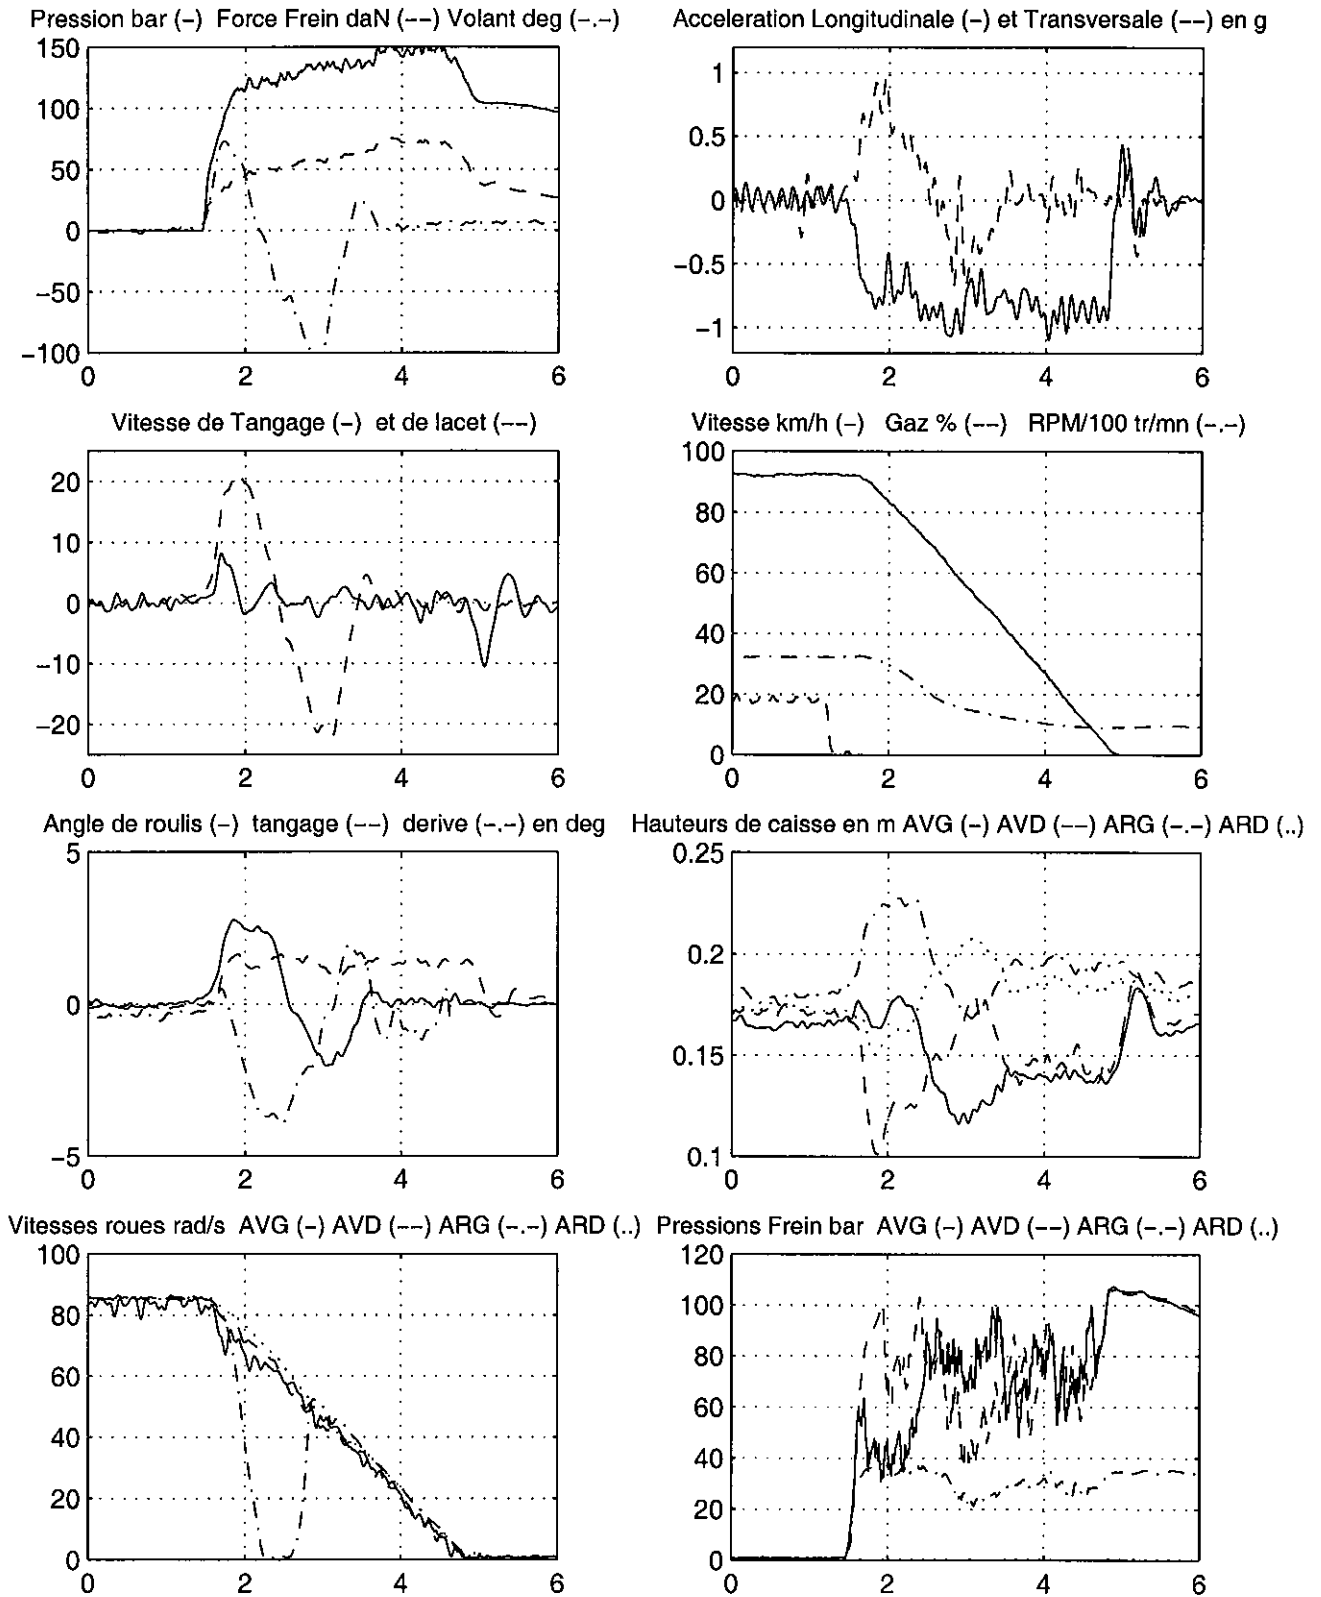 Pression bar (-) Force Frein daN (--) Volant deg (-.-)
150
100
50
0
-50
-100
0 2 4 6
Acceleration Longitudinale (-) et Transversale (--) en g
1
0.5
0
-0.5
-1
0 2 4 6
Vitesse de Tangage (-) et de lacet (--)
20
10
0
-10
-20
0 2 4 6
Vitesse km/h (-) Gaz % (--) RPM/100 tr/mn (-.-)
100
80
60
40
20
0
0 2 4 6
Angle de roulis (-) tangage (--) derive (-.-) en deg
5
0
-5
0 2 4 6
Hauteurs de caisse en m AVG (-) AVD (--) ARG (-.-) ARD (..)
0.25
0.2
0.15
0.1
0 2 4 6
Vitesses roues rad/s AVG (-) AVD (--) ARG (-.-) ARD (..)
100
80
60
40
20
0
0 2 4 6
Pressions Frein bar AVG (-) AVD (--) ARG (-.-) ARD (..)
120
100
80
60
40
20
0
0 2 4 6